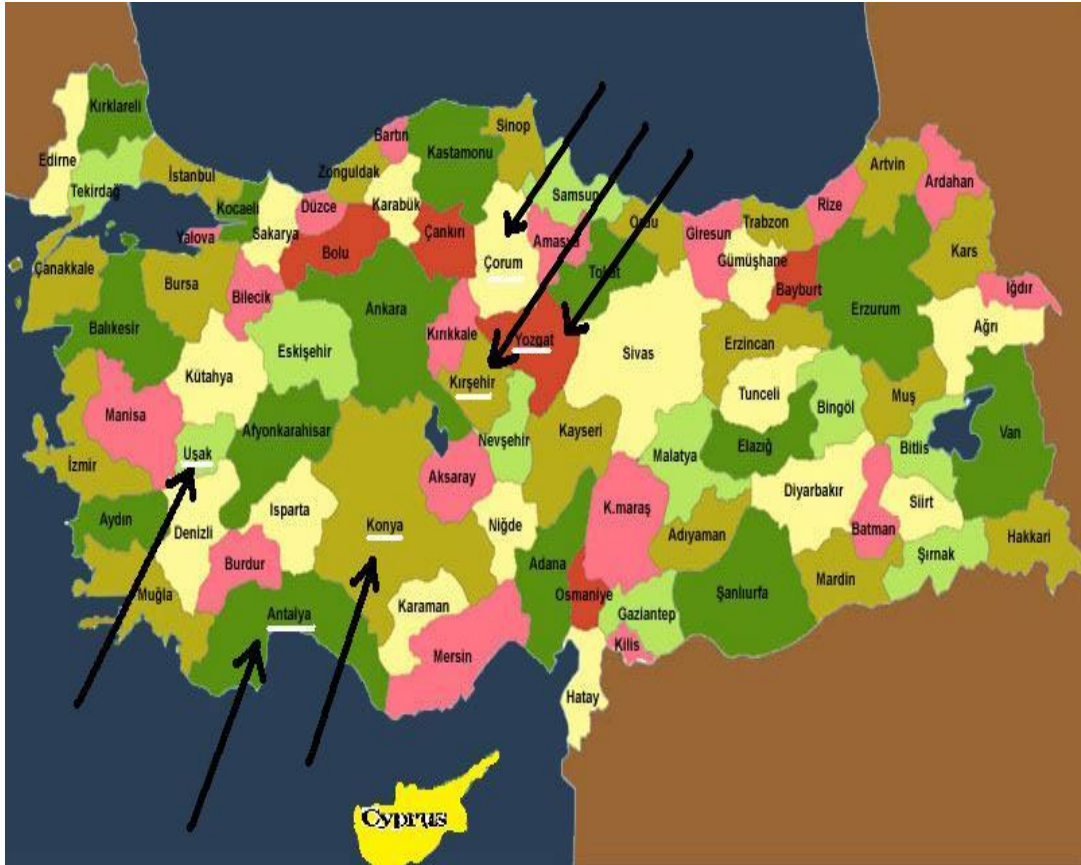 Kırklareli
Edirne
Tekirdağ
İstanbul
Kocaeli
Yalova
Sakarya
Düzce
Zonguldak
Bartın
Karabük
Kastamonu
Sinop
Samsun
Ordu
Giresun
Trabzon
Rize
Artvin
Ardahan
Kars
Iğdır
Ağrı
Çanakkale
Bursa
Bilecik
Bolu
Çankırı
Çorum
Amasya
Tokat
Gümüşhane
Bayburt
Erzurum
Balıkesir
Eskişehir
Ankara
Kırıkkale
Yozgat
Sivas
Erzincan
Kütahya
Kırşehir
Tunceli
Bingöl
Muş
Manisa
Uşak
Afyonkarahisar
Nevşehir
Kayseri
Malatya
Elazığ
Bitlis
Van
İzmir
Aksaray
Aydın
Denizli
Isparta
Konya
Niğde
K.maraş
Adıyaman
Diyarbakır
Batman
Siirt
Hakkari
Şırnak
Muğla
Burdur
Antalya
Karaman
Mersin
Adana
Osmaniye
Gaziantep
Kilis
Şanlıurfa
Mardin
Hatay
Cyprus